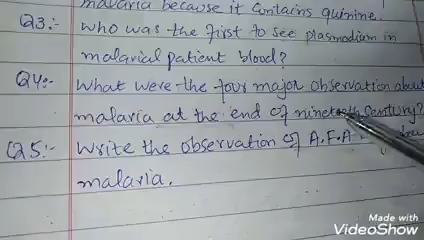 malaria because it contains quinine.
Q3:- Who was the first to see plasmodium in
malarial patient blood?
Q4:- What were the four major observation about
malaria at the end of nineteeth century?
Q5:- Write the observation of A.F.A
malaria.
Made with
VideoShow